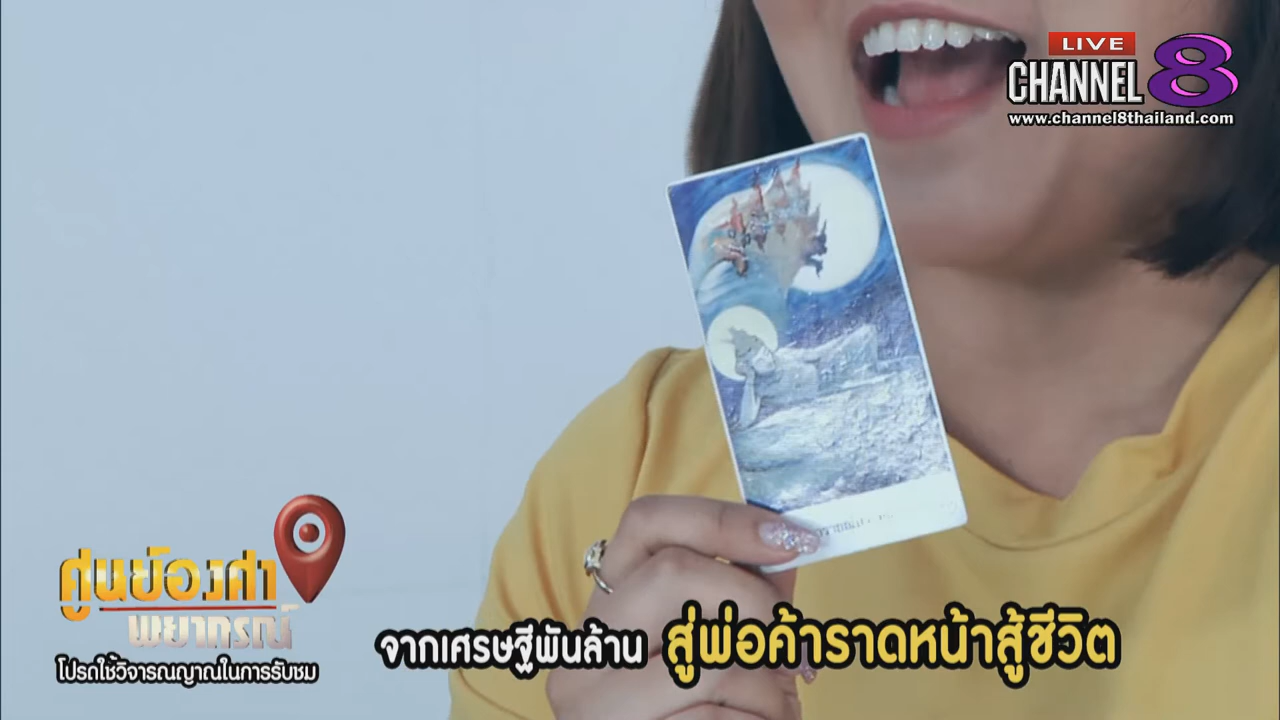 LIVE
CHANNEL 8
www.channel8thailand.com
ศูนย์องศา
พยากรณ์
โปรดใช้วิจารณญาณในการรับชม
จากเศรษฐีพันล้าน สู่พ่อค้าราดหน้าสู้ชีวิต